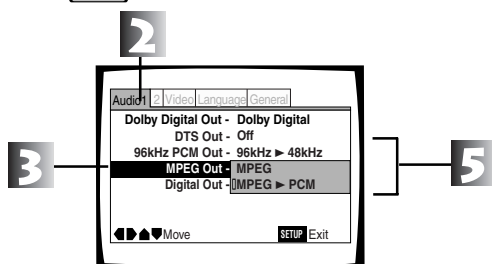 2
Audio1 2 Video Language General
Dolby Digital Out - Dolby Digital
DTS Out - Off
96kHz PCM Out - 96kHz ► 48kHz
MPEG Out - MPEG
Digital Out - MPEG ► PCM
3
5
Move SETUP Exit